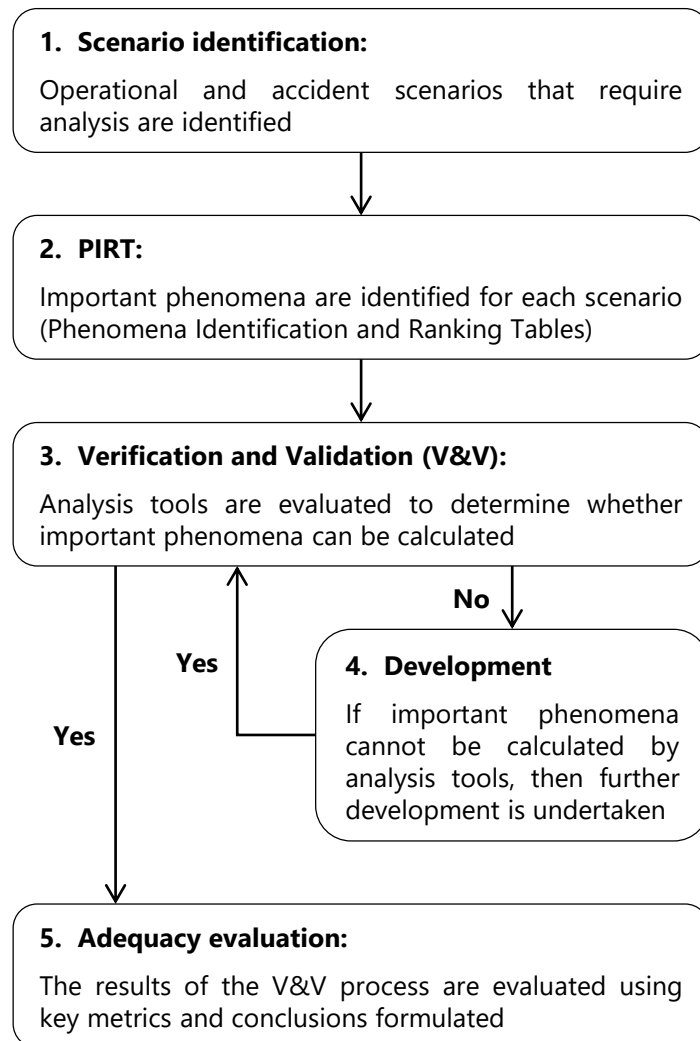 1. Scenario identification:
Operational and accident scenarios that require
analysis are identified
2. PIRT:
Important phenomena are identified for each scenario
(Phenomena Identification and Ranking Tables)
3. Verification and Validation (V&V):
Analysis tools are evaluated to determine whether
important phenomena can be calculated
No
Yes
4. Development
If important phenomena
cannot be calculated by
analysis tools, then further
development is undertaken
Yes
5. Adequacy evaluation:
The results of the V&V process are evaluated using
key metrics and conclusions formulated